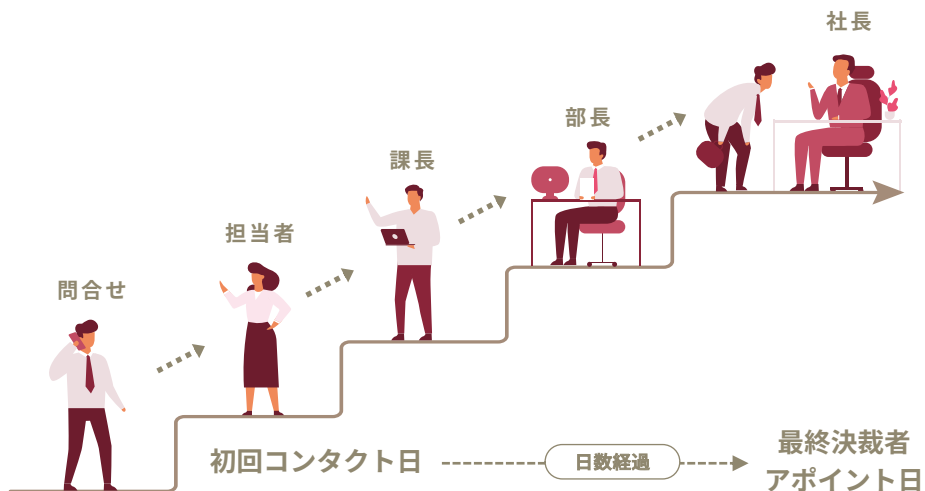 社長
部長
課長
担当者
問合せ
初回コンタクト日
日数経過
最終決裁者
アポイント日